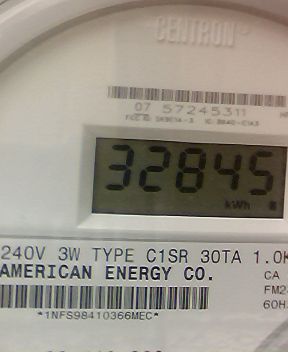 CENTRON
07 57245311
32845
kWh
240V 3W TYPE C1SR 30TA 1.0K
AMERICAN ENERGY CO.
CA
FM2
60H
*1NFS98410366MEC*